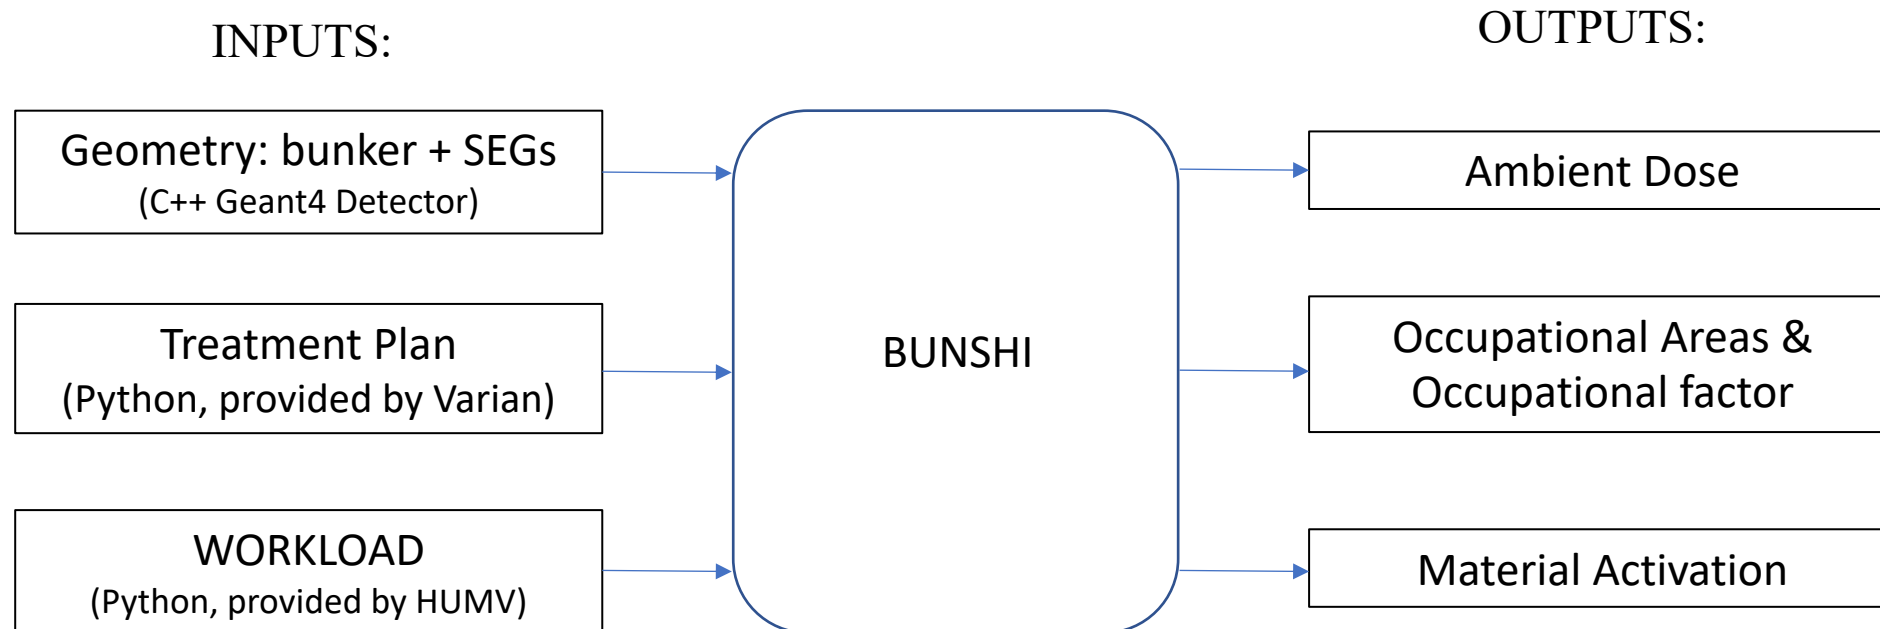 INPUTS:
OUTPUTS:
Geometry: bunker + SEGs
(C++ Geant4 Detector)
Treatment Plan
(Python, provided by Varian)
WORKLOAD
(Python, provided by HUMV)
BUNSHI
Ambient Dose
Occupational Areas &
Occupational factor
Material Activation